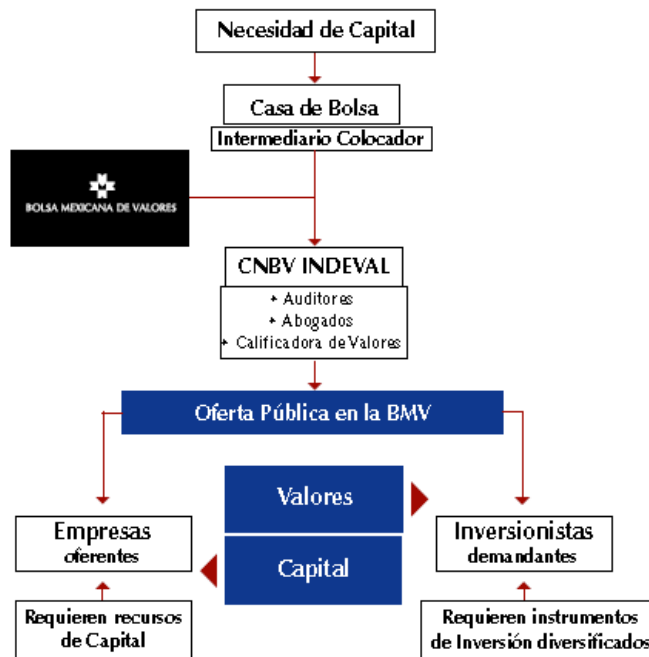 Necesidad de Capital
Casa de Bolsa
Intermediario Colocador
BOLSA MEXICANA DE VALORES
CNBV INDEVAL
+ Auditores
+ Abogados
+ Calificadora de Valores
Oferta Pública en la BMV
Valores
Empresas
oferentes
Inversionistas
demandantes
Capital
Requieren recursos
de Capital
Requieren instrumentos
de Inversión diversificados